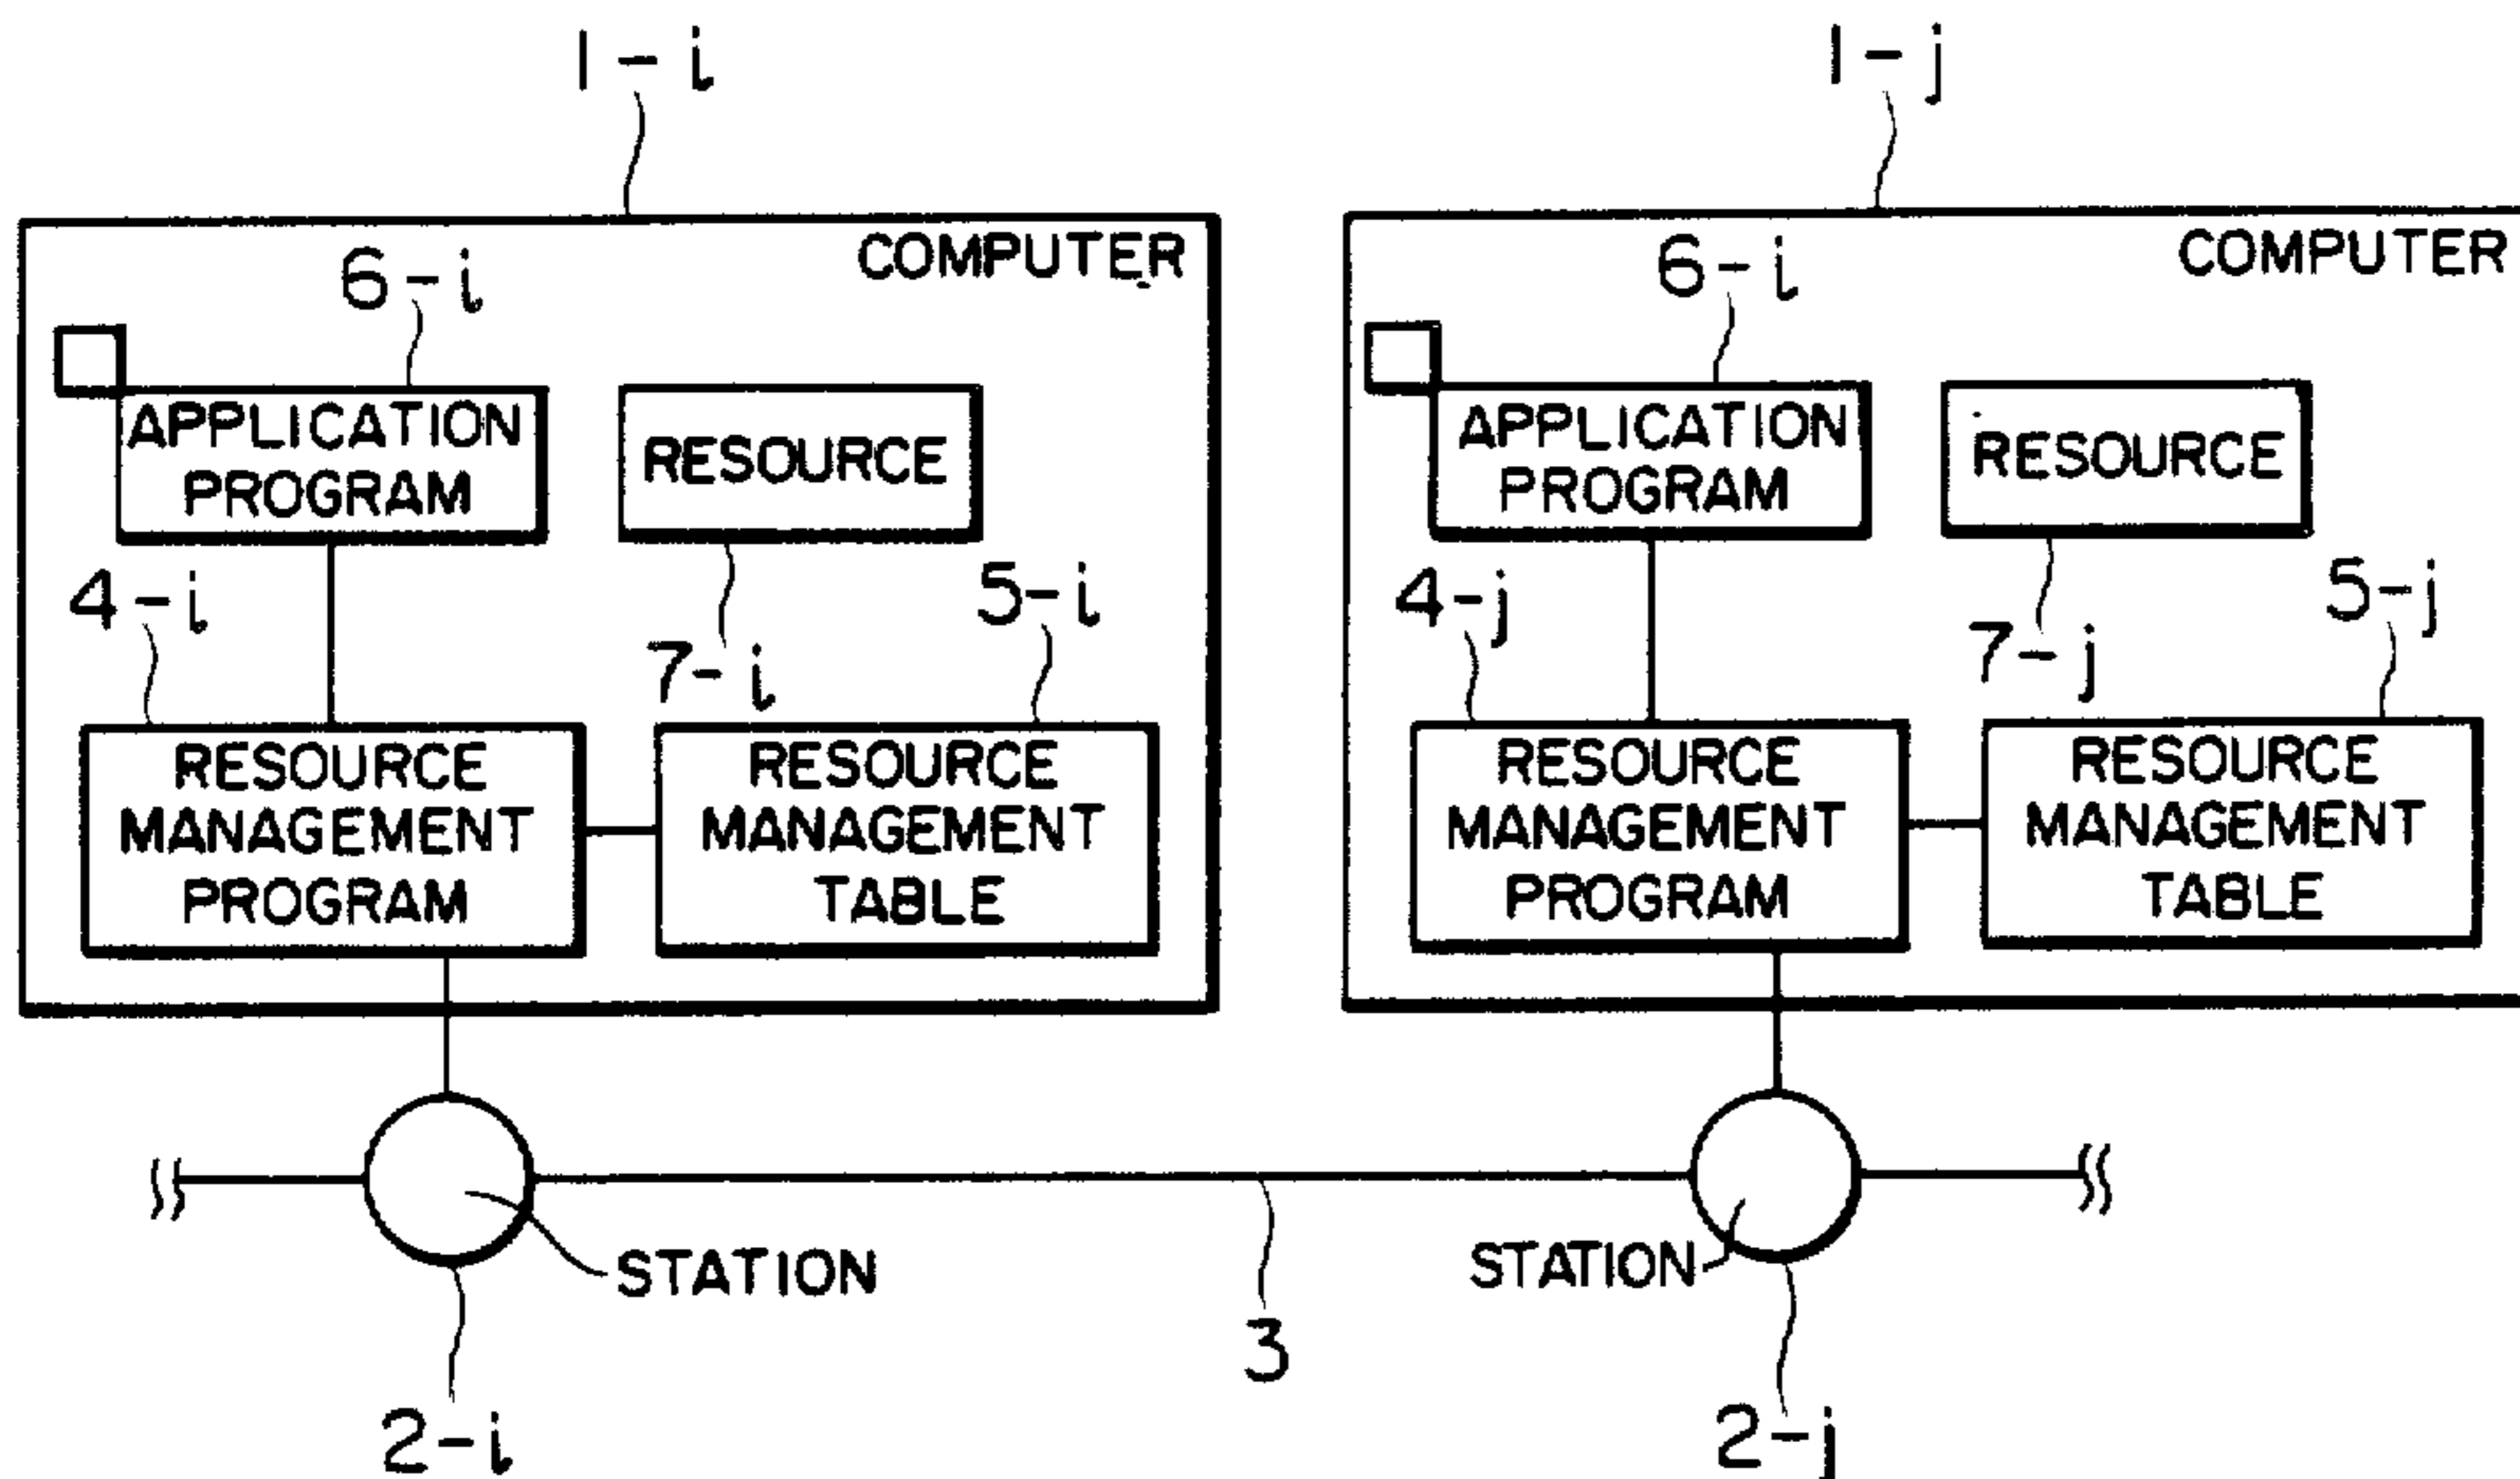 1-i
1-j
COMPUTER
6-i
APPLICATION
PROGRAM
RESOURCE
4-i
7-i
5-i
RESOURCE
MANAGEMENT
PROGRAM
RESOURCE
MANAGEMENT
TABLE
COMPUTER
6-i
APPLICATION
PROGRAM
RESOURCE
4-j
7-j
5-j
RESOURCE
MANAGEMENT
PROGRAM
RESOURCE
MANAGEMENT
TABLE
STATION
STATION
3
2-i
2-j